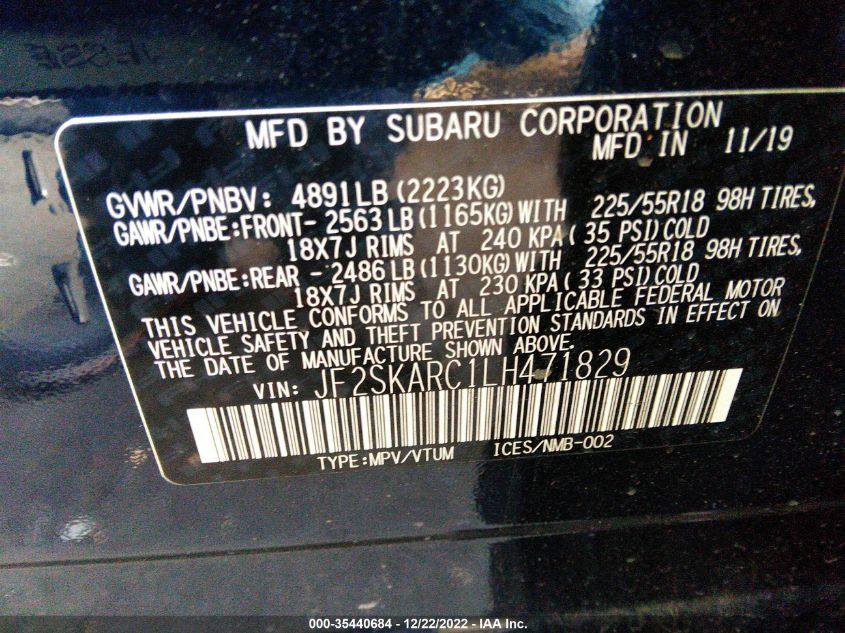 MFD BY SUBARU CORPORATION
MFD IN 11/19
GVWR/PNBV: 4891LB (2223KG)
GAWR/PNBE:FRONT- 2563 LB (1165KG) WITH 225/55R18 98H TIRES,
18X7J RIMS AT 240 KPA ( 35 PSI) COLD
GAWR/PNBE:REAR - 2486 LB (1130KG) WITH 225/55R18 98H TIRES,
18X7J RIMS AT 230 KPA ( 33 PSI) COLD
THIS VEHICLE CONFORMS TO ALL APPLICABLE FEDERAL MOTOR
VEHICLE SAFETY AND THEFT PREVENTION STANDARDS IN EFFECT ON
THE DATE OF MANUFACTURE SHOWN ABOVE.
VIN: JF2SKARC1LH471829
TYPE:MPV/VTUM ICES/NMB-002
000-35440684 - 12/22/2022 - IAA Inc.